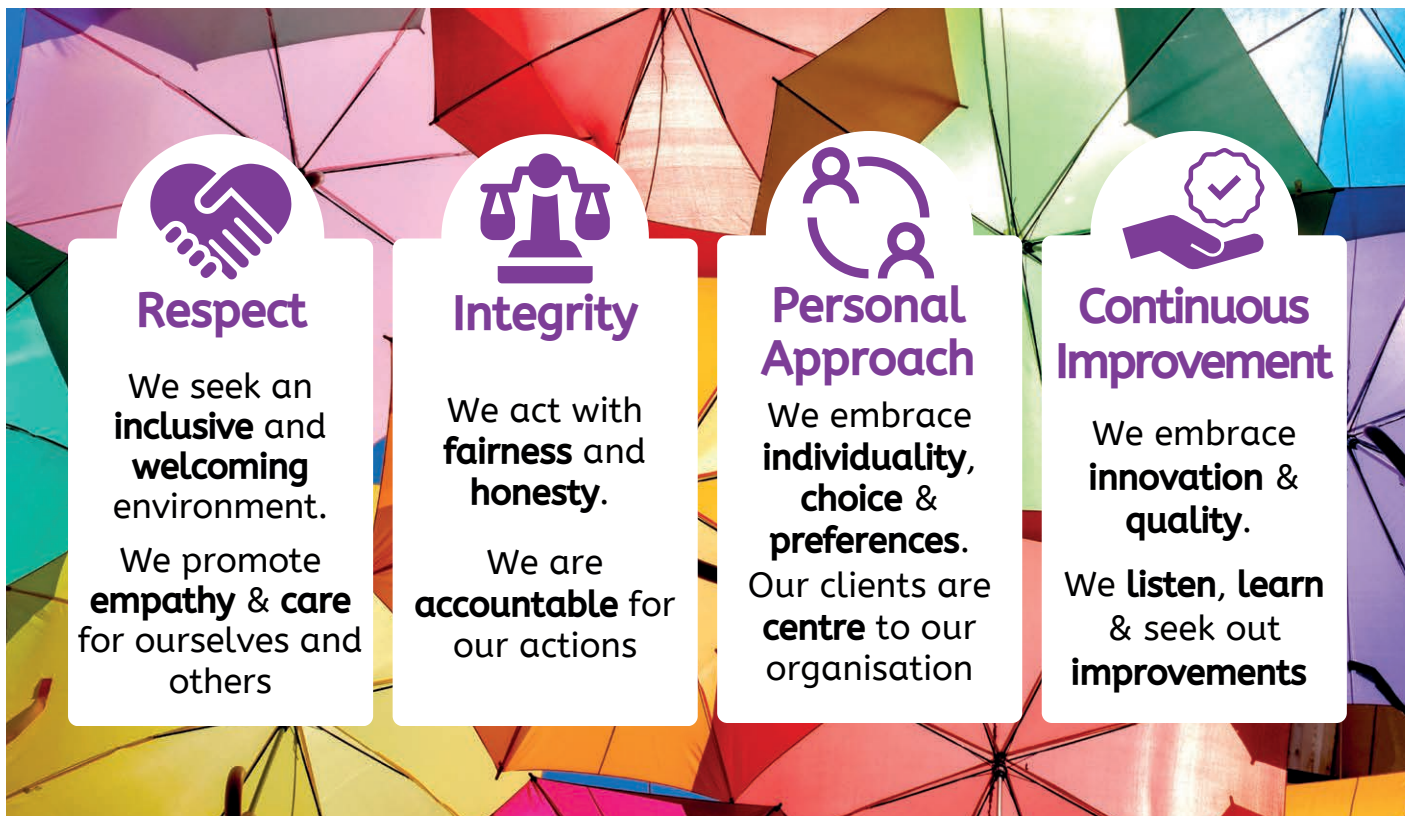 Respect
We seek an
inclusive and
welcoming
environment.
We promote
empathy & care
for ourselves and
others
Integrity
We act with
fairness and
honesty.
We are
accountable for
our actions
Personal
Approach
We embrace
individuality,
choice &
preferences.
Our clients are
centre to our
organisation
Continuous
Improvement
We embrace
innovation &
quality.
We listen, learn
& seek out
improvements